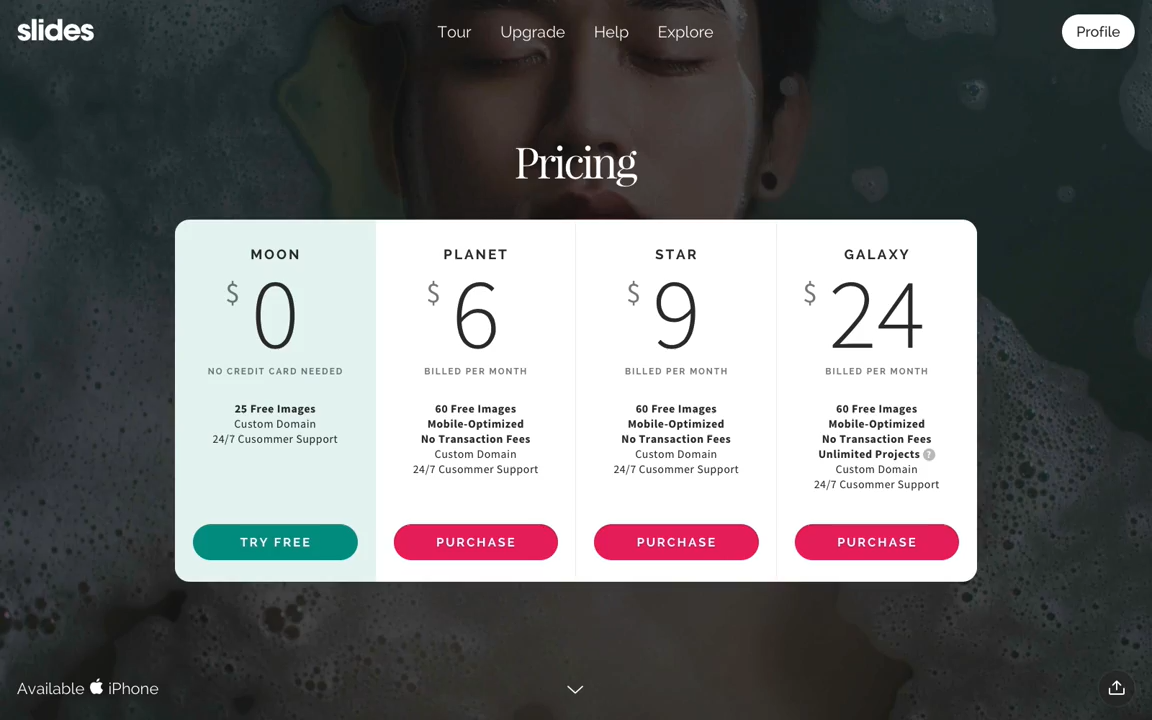 slides
Tour
Upgrade
Help
Explore
Profile
Pricing
MOON
$ 0
NO CREDIT CARD NEEDED
25 Free Images
Custom Domain
24/7 Cusommer Support
TRY FREE
PLANET
$ 6
BILLED PER MONTH
60 Free Images
Mobile-Optimized
No Transaction Fees
Custom Domain
24/7 Cusommer Support
PURCHASE
STAR
$ 9
BILLED PER MONTH
60 Free Images
Mobile-Optimized
No Transaction Fees
Custom Domain
24/7 Cusommer Support
PURCHASE
GALAXY
$ 24
BILLED PER MONTH
60 Free Images
Mobile-Optimized
No Transaction Fees
Unlimited Projects ?
Custom Domain
24/7 Cusommer Support
PURCHASE
Available iPhone